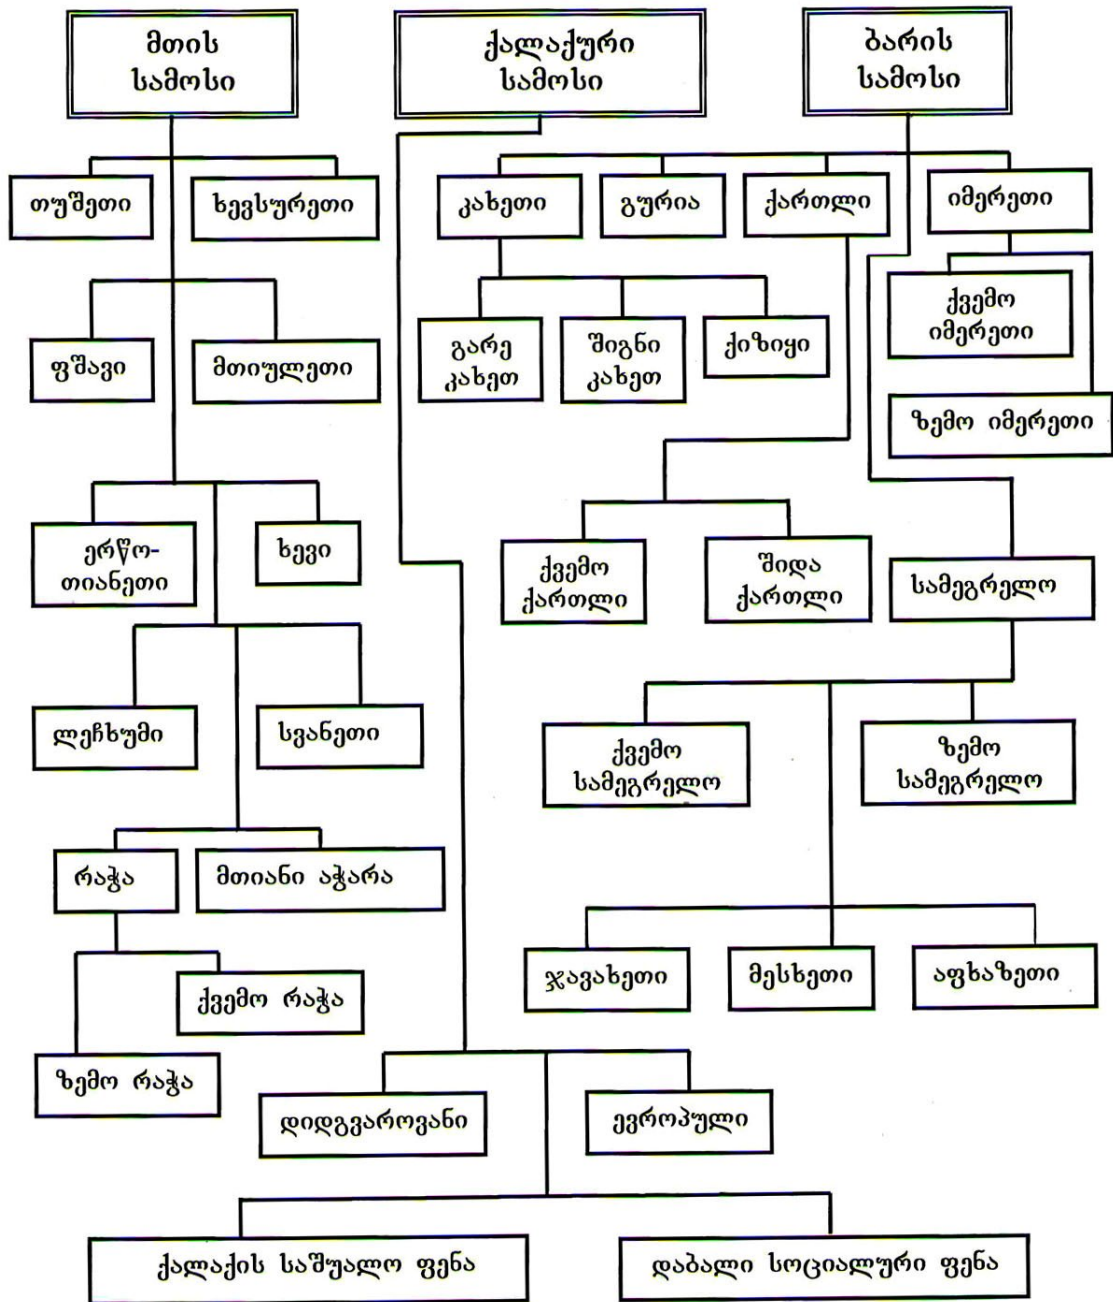 მთის
სამოსი
ქალაქური
სამოსი
ბარის
სამოსი
თუშეთი
ხევსურეთი
კახეთი
გურია
ქართლი
იმერეთი
ფშავი
მთიულეთი
გარე
კახეთ
შიგნი
კახეთ
ქიზიყი
ქვემო
იმერეთი
ზემო იმერეთი
ერწო-
თიანეთი
ხევი
ქვემო
ქართლი
შიდა
ქართლი
სამეგრელო
ლეჩხუმი
სვანეთი
ქვემო
სამეგრელო
ზემო
სამეგრელო
რაჭა
მთიანი აჭარა
ჯავახეთი
მესხეთი
აფხაზეთი
ქვემო რაჭა
ზემო რაჭა
დიდგვაროვანი
ევროპული
ქალაქის საშუალო ფენა
დაბალი სოციალური ფენა